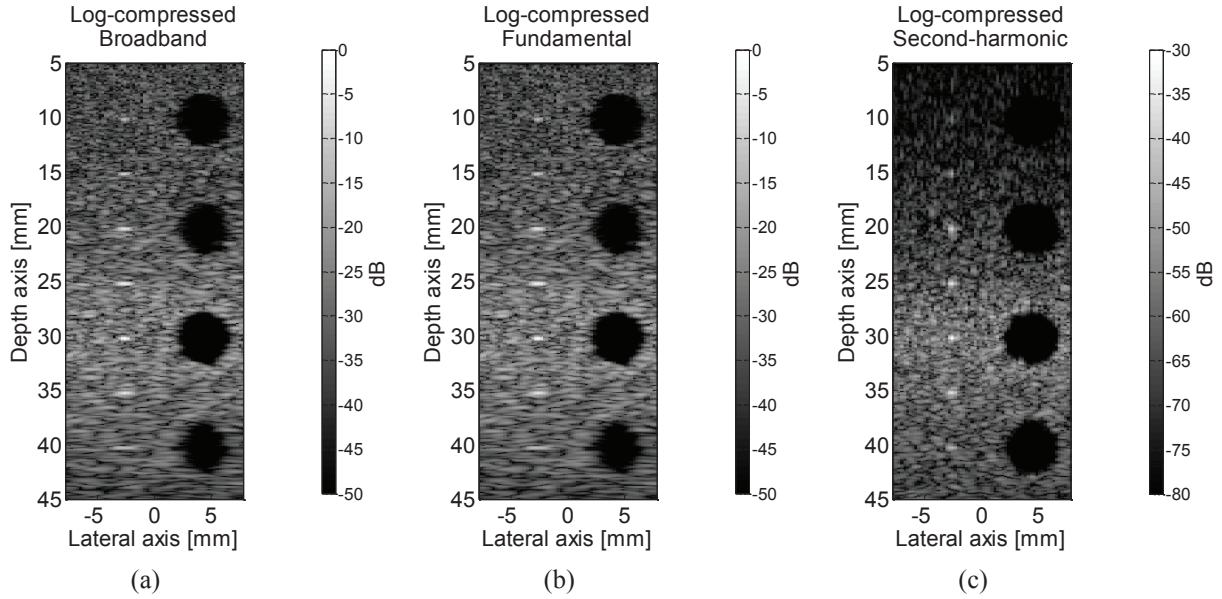 Log-compressed
Broadband
5
10
15
20
25
30
35
40
45
Depth axis [mm]
-5 0 5
Lateral axis [mm]
0
-5
-10
-15
-20
-25
-30
-35
-40
-45
-50
dB
(a)
Log-compressed
Fundamental
5
10
15
20
25
30
35
40
45
Depth axis [mm]
-5 0 5
Lateral axis [mm]
0
-5
-10
-15
-20
-25
-30
-35
-40
-45
-50
dB
(b)
Log-compressed
Second-harmonic
5
10
15
20
25
30
35
40
45
Depth axis [mm]
-5 0 5
Lateral axis [mm]
-30
-35
-40
-45
-50
-55
-60
-65
-70
-75
-80
dB
(c)